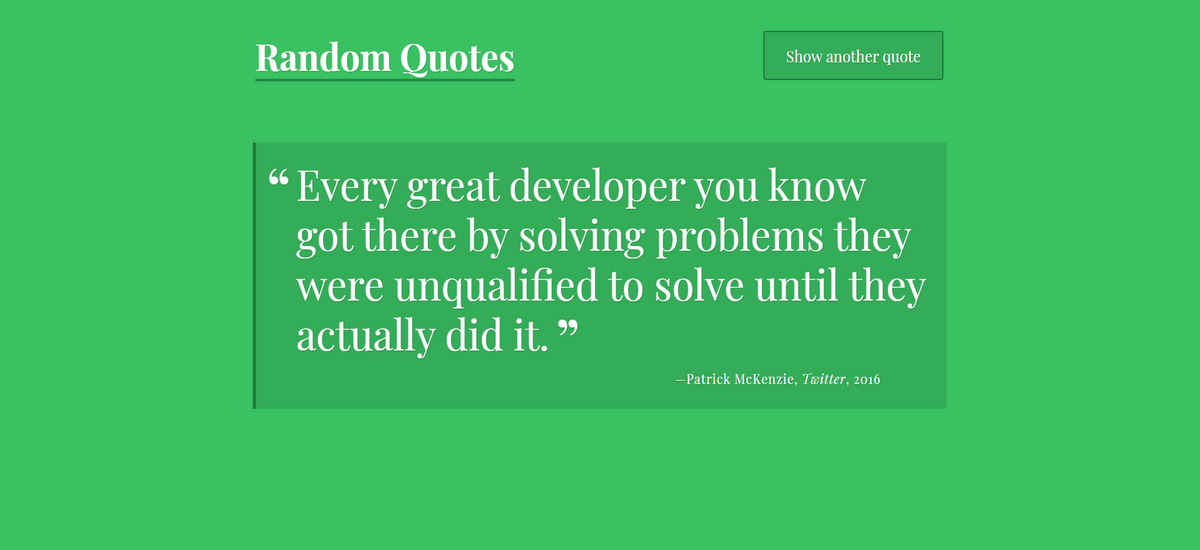 Random Quotes
Show another quote
“ Every great developer you know
got there by solving problems they
were unqualified to solve until they
actually did it. ”
—Patrick McKenzie, Twitter, 2016